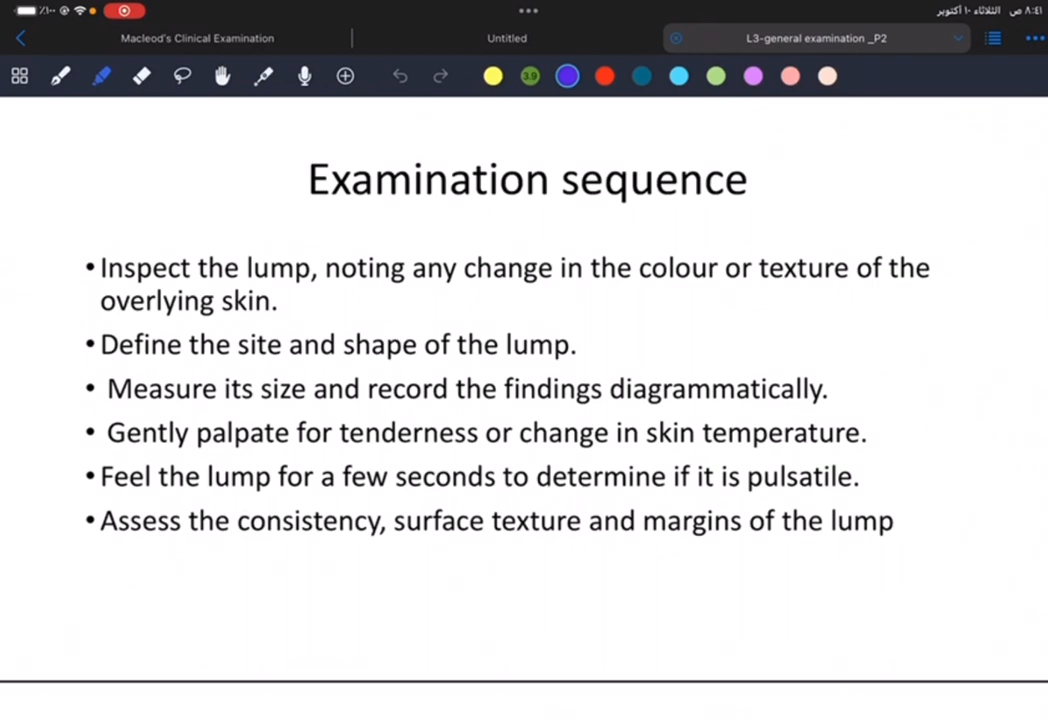 ٪١٠٠
٨:٤١ ص الثلاثاء ١٠ أكتوبر
Macleod's Clinical Examination
Untitled
L3-general examination _P2
3.9
Examination sequence
•Inspect the lump, noting any change in the colour or texture of the
overlying skin.
•Define the site and shape of the lump.
• Measure its size and record the findings diagrammatically.
• Gently palpate for tenderness or change in skin temperature.
•Feel the lump for a few seconds to determine if it is pulsatile.
•Assess the consistency, surface texture and margins of the lump